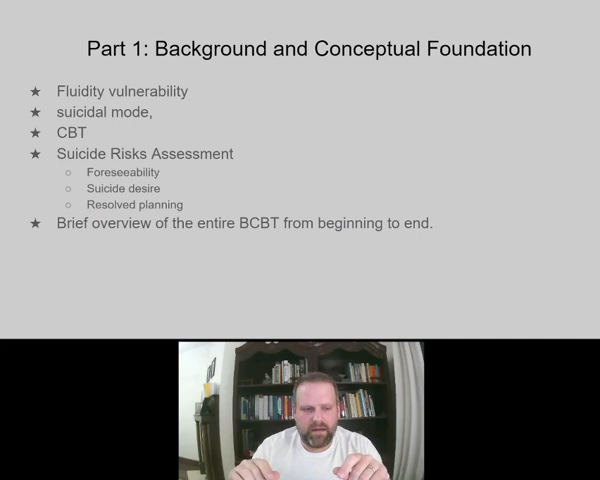 Part 1: Background and Conceptual Foundation
★ Fluidity vulnerability
★ suicidal mode,
★ CBT
★ Suicide Risks Assessment
○ Foreseeability
○ Suicide desire
○ Resolved planning
★ Brief overview of the entire BCBT from beginning to end.